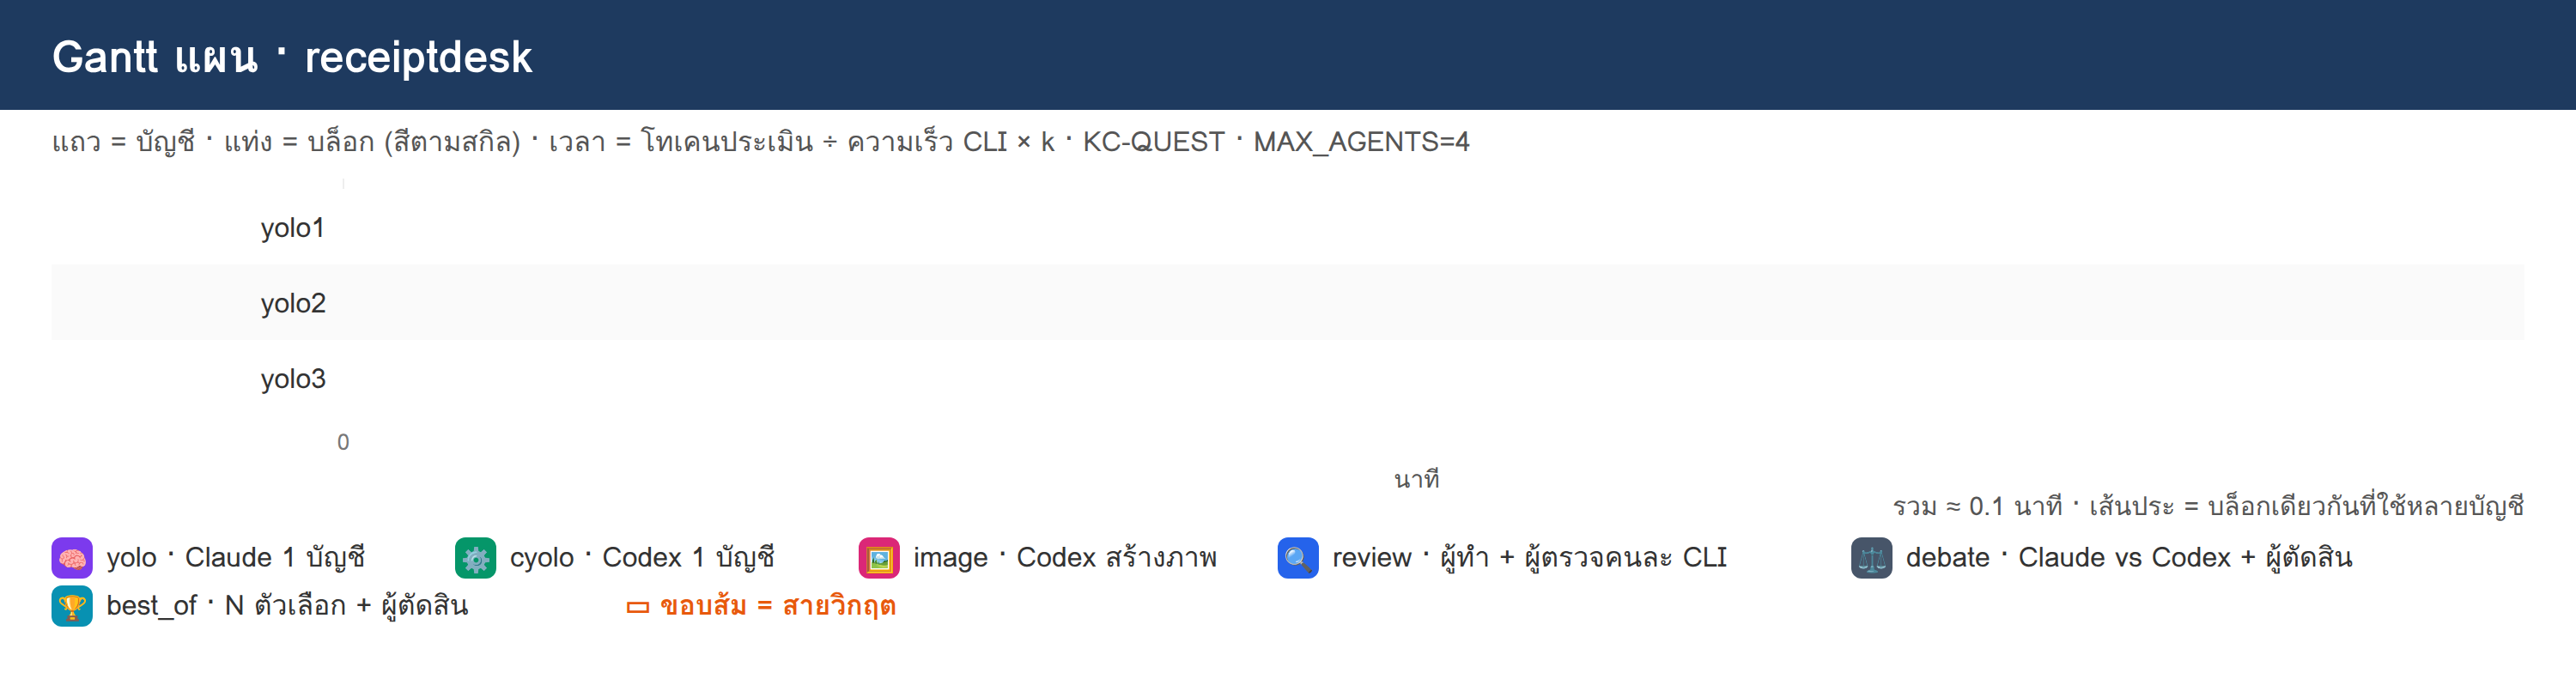 Gantt แผน · receiptdesk
แถว = บัญชี · แท่ง = บล็อก (สีตามสกิล) · เวลา = โทเคนประเมิน ÷ ความเร็ว CLI × k · KC-QUEST · MAX_AGENTS=4
yolo1
yolo2
yolo3
0
นาที
รวม ≈ 0.1 นาที · เส้นประ = บล็อกเดียวกันที่ใช้หลายบัญชี
yolo · Claude 1 บัญชี
cyolo · Codex 1 บัญชี
image · Codex สร้างภาพ
review · ผู้ทำ + ผู้ตรวจคนละ CLI
debate · Claude vs Codex + ผู้ตัดสิน
best_of · N ตัวเลือก + ผู้ตัดสิน
▭ ขอบส้ม = สายวิกฤต